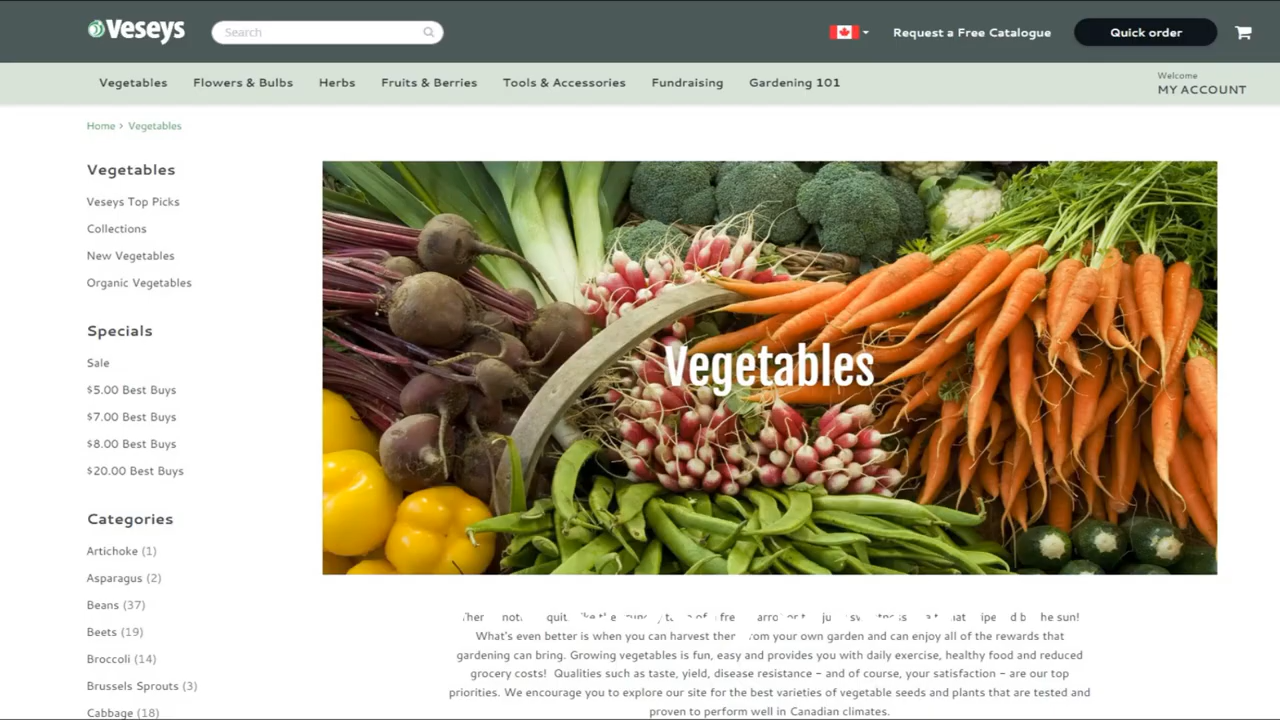 Veseys
Search
Request a Free Catalogue
Quick order
Vegetables
Flowers & Bulbs
Herbs
Fruits & Berries
Tools & Accessories
Fundraising
Gardening 101
Welcome
MY ACCOUNT
Home > Vegetables
Vegetables
Veseys Top Picks
Collections
New Vegetables
Organic Vegetables
Specials
Sale
$5.00 Best Buys
$7.00 Best Buys
$8.00 Best Buys
$20.00 Best Buys
Categories
Artichoke (1)
Asparagus (2)
Beans (37)
Beets (19)
Broccoli (14)
Brussels Sprouts (3)
Cabbage (18)
Vegetables
of sun!
What's even better is when you can harvest your own garden and can enjoy all of the rewards that
gardening can bring. Growing vegetables is fun, easy and provides you with daily exercise, healthy food and reduced
grocery costs! Qualities such as taste, yield, disease resistance - and of course, your satisfaction - are our top
priorities. We encourage you to explore our site for the best varieties of vegetable seeds and plants that are tested and
proven to perform well in Canadian climates.